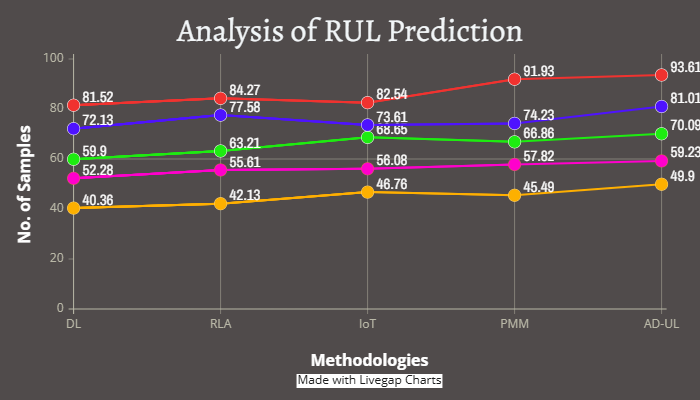 Analysis of RUL Prediction
No. of Samples
100
80
60
40
20
0
81.52 84.27 82.54 91.93 93.61
72.13 77.58 73.61 74.23 81.01
59.9 63.21 68.65 66.86 70.09
52.28 55.61 56.08 57.82 59.23
40.36 42.13 46.76 45.49 49.9
DL RLA IoT PMM AD-UL
Methodologies
Made with Livegap Charts